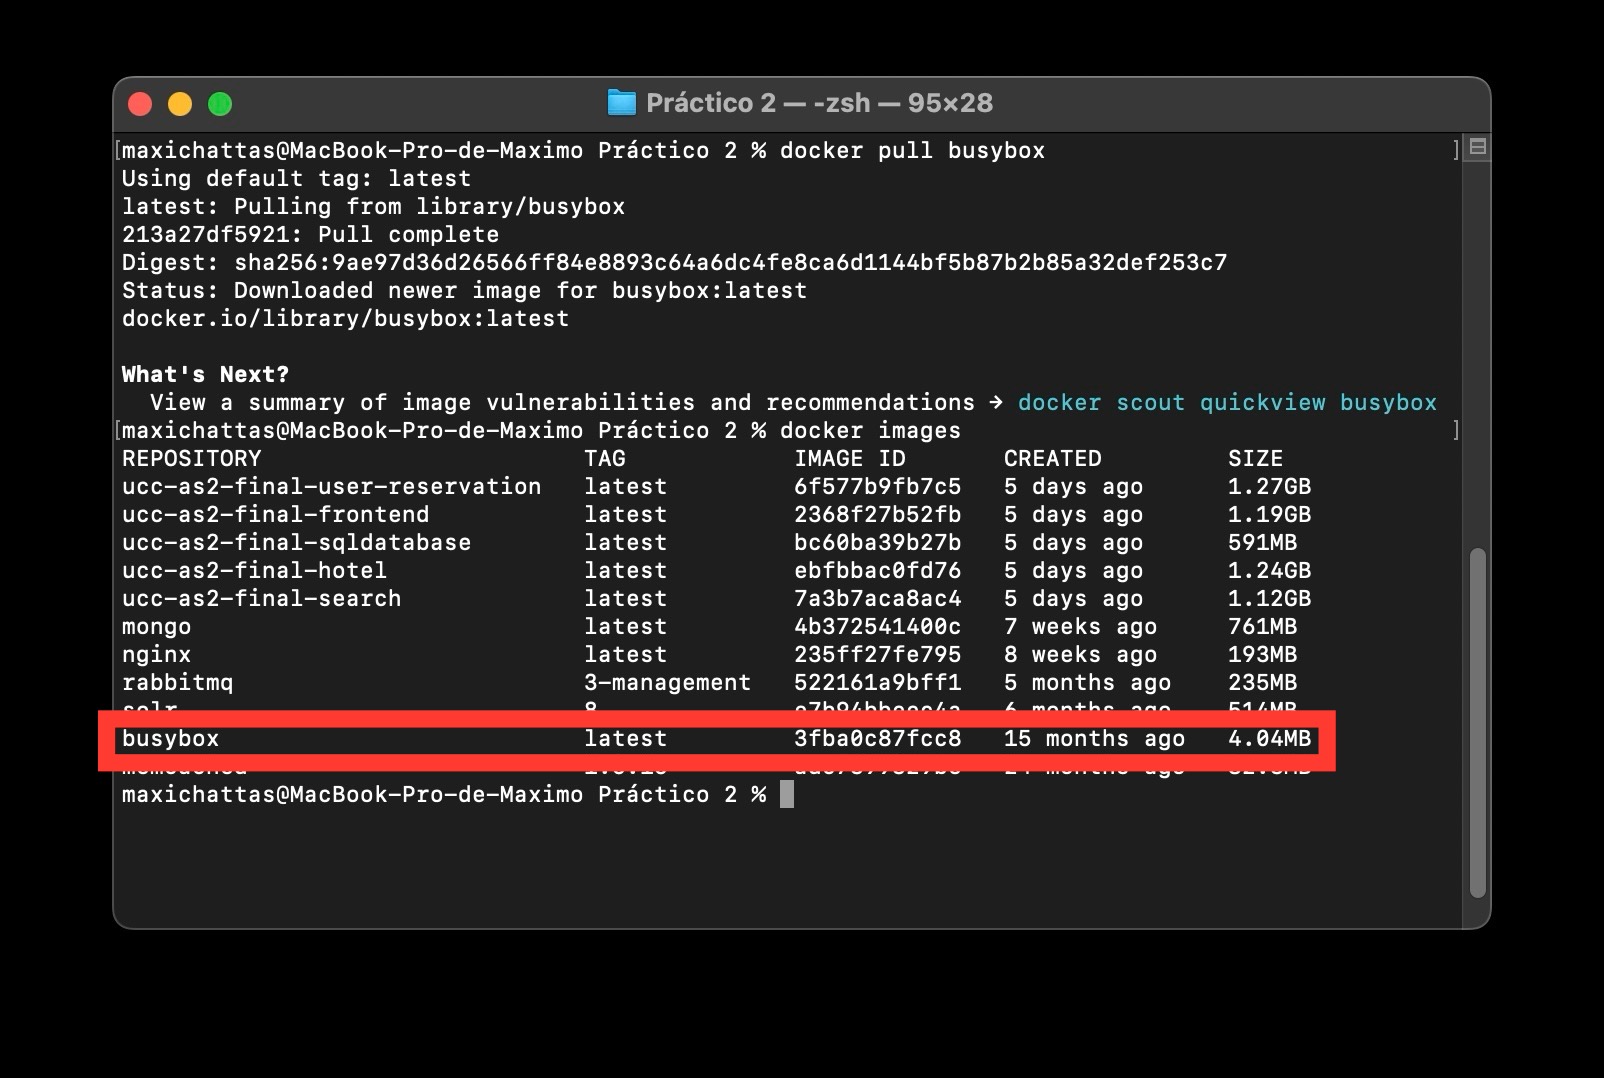 Práctico 2 — -zsh — 95×28
maxichattas@MacBook-Pro-de-Maximo Práctico 2 % docker pull busybox
Using default tag: latest
latest: Pulling from library/busybox
213a27df5921: Pull complete
Digest: sha256:9ae97d36d26566ff84e8893c64a6dc4fe8ca6d1144bf5b87b2b85a32def253c7
Status: Downloaded newer image for busybox:latest
docker.io/library/busybox:latest
What's Next?
View a summary of image vulnerabilities and recommendations → docker scout quickview busybox
maxichattas@MacBook-Pro-de-Maximo Práctico 2 % docker images
REPOSITORY TAG IMAGE ID CREATED SIZE
ucc-as2-final-user-reservation latest 6f577b9fb7c5 5 days ago 1.27GB
ucc-as2-final-frontend latest 2368f27b52fb 5 days ago 1.19GB
ucc-as2-final-sqldatabase latest bc60ba39b27b 5 days ago 591MB
ucc-as2-final-hotel latest ebfbbac0fd76 5 days ago 1.24GB
ucc-as2-final-search latest 7a3b7aca8ac4 5 days ago 1.12GB
mongo latest 4b372541400c 7 weeks ago 761MB
nginx latest 235ff27fe795 8 weeks ago 193MB
rabbitmq 3-management 522161a9bff1 5 months ago 235MB
solr 8 6 months ago 514MB
busybox latest 3fba0c87fcc8 15 months ago 4.04MB
months ago
maxichattas@MacBook-Pro-de-Maximo Práctico 2 %